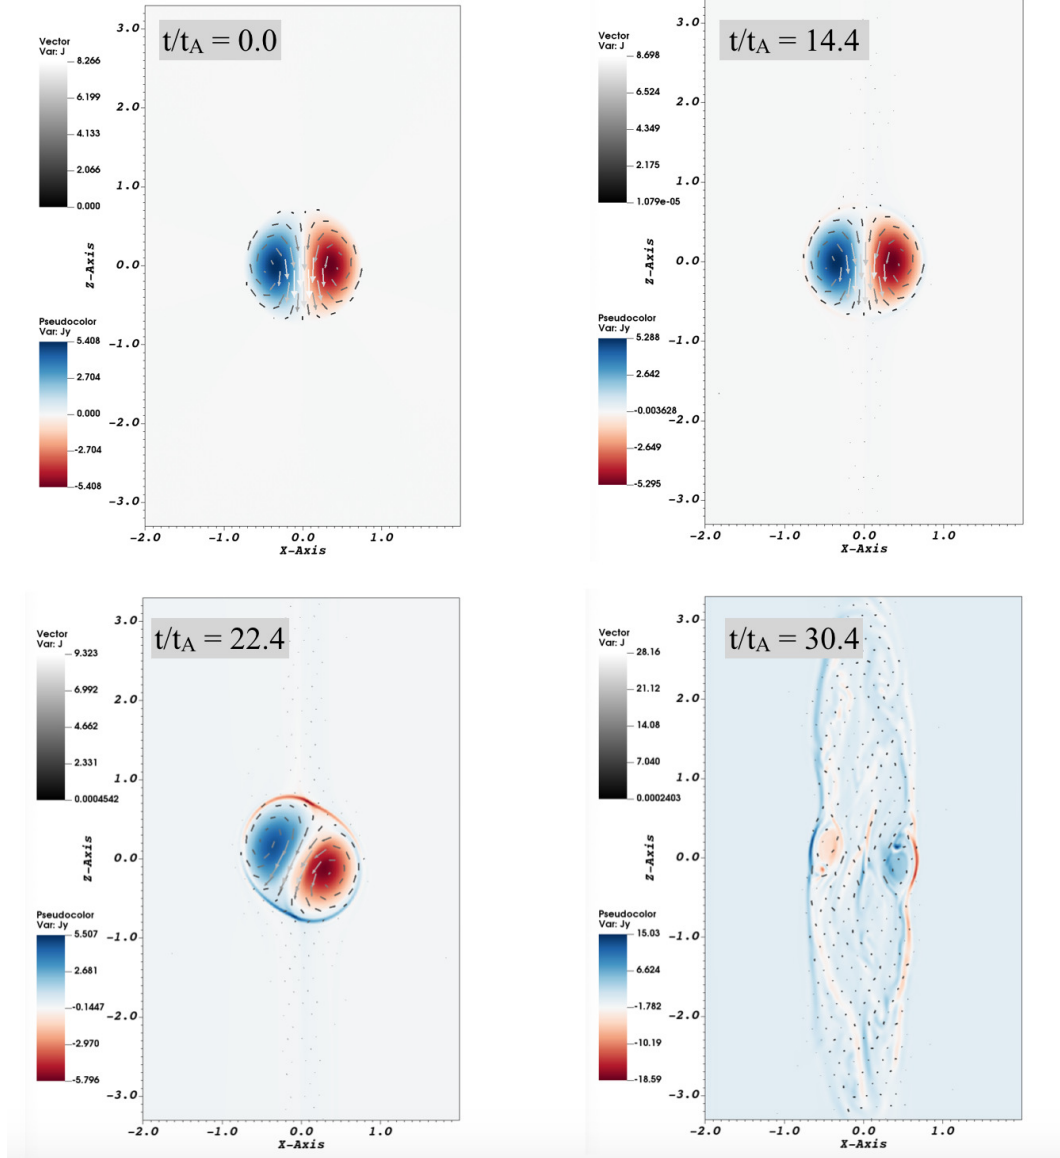 t/tA = 0.0
Vector
Var: J
8.266
6.199
4.133
2.066
0.000
Pseudocolor
Var: Jy
5.408
2.704
0.000
-2.704
-5.408
Z-Axis
3.0
2.0
1.0
0.0
-1.0
-2.0
-3.0
-2.0 -1.0 0.0 1.0
X-Axis
t/tA = 14.4
Vector
Var: J
8.698
6.524
4.349
2.175
1.079e-05
Pseudocolor
Var: Jy
5.288
2.642
-0.003628
-2.649
-5.295
Z-Axis
3.0
2.0
1.0
0.0
-1.0
-2.0
-3.0
-2.0 -1.0 0.0 1.0
X-Axis
t/tA = 22.4
Vector
Var: J
9.323
6.992
4.662
2.331
0.0004542
Pseudocolor
Var: Jy
5.507
2.681
-0.1447
-2.970
-5.796
Z-Axis
3.0
2.0
1.0
0.0
-1.0
-2.0
-3.0
-2.0 -1.0 0.0 1.0
X-Axis
t/tA = 30.4
Vector
Var: J
28.16
21.12
14.08
7.040
0.0002403
Pseudocolor
Var: Jy
15.03
6.624
-1.782
-10.19
-18.59
Z-Axis
3.0
2.0
1.0
0.0
-1.0
-2.0
-3.0
-2.0 -1.0 0.0 1.0
X-Axis